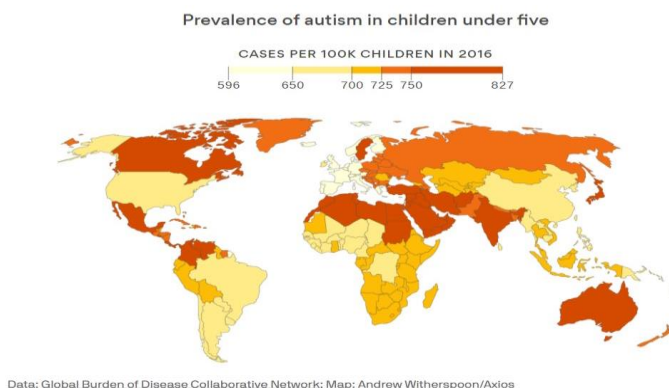 Prevalence of autism in children under five
CASES PER 100K CHILDREN IN 2016
596 650 700 725 750 827
Data: Global Burden of Disease Collaborative Network; Map: Andrew Witherspoon/Axios